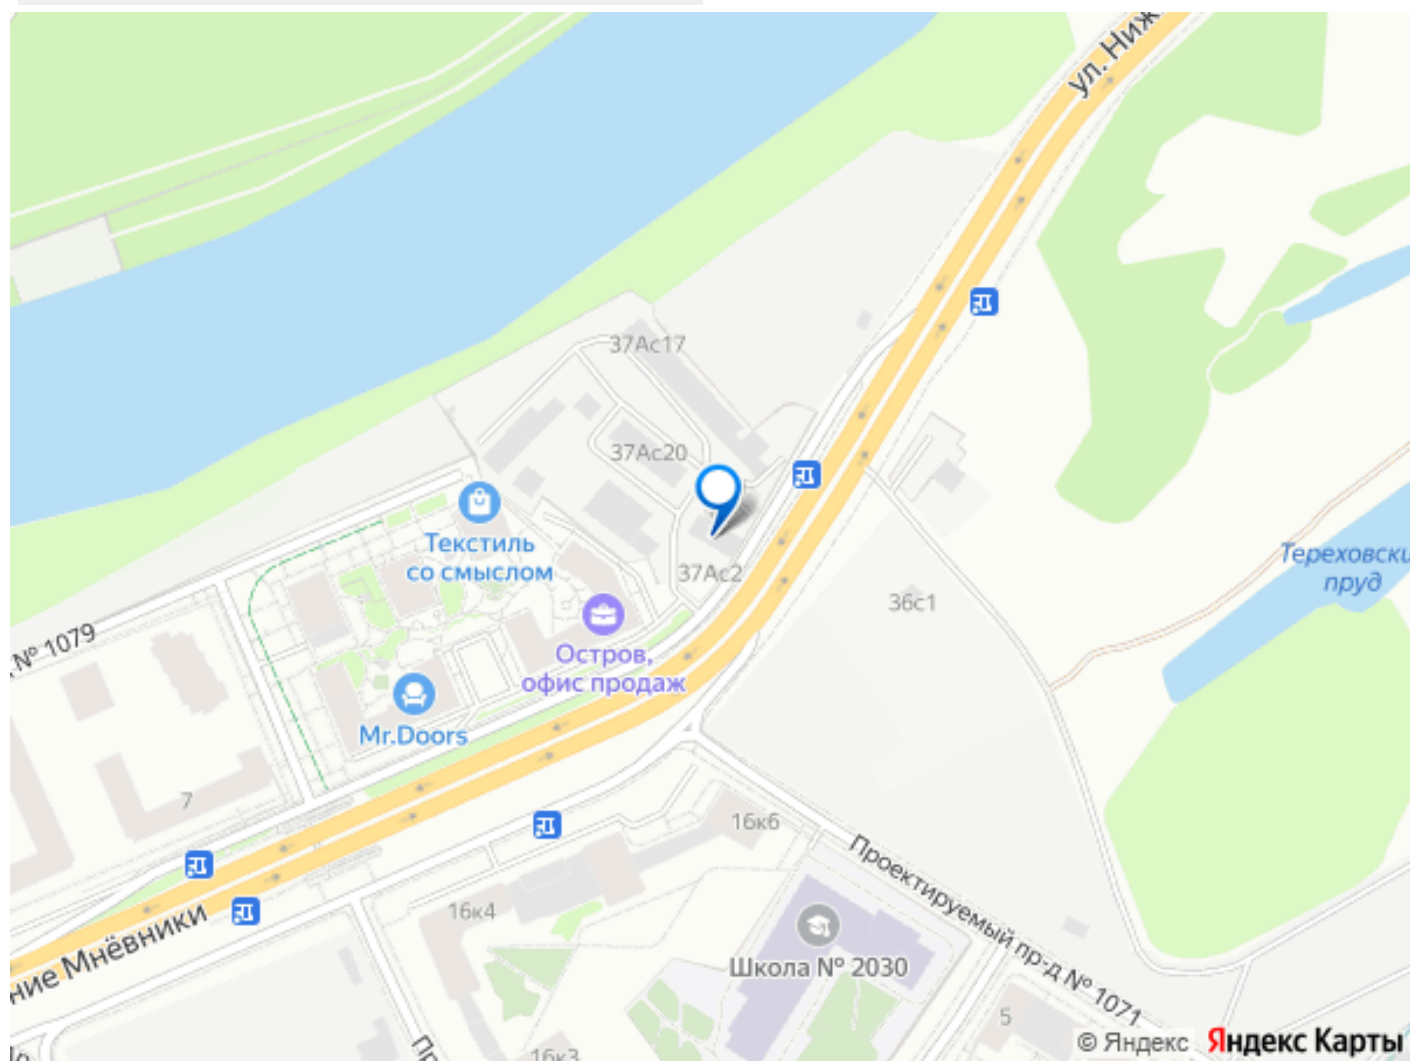 ул. Ниж
37Ас17
37Ас20
Текстиль
со смыслом
37Ас2
36с1
Тереховски
пруд
№ 1079
Остров,
офис продаж
Mr.Doors
7
16к6
Проектируемый пр-д № 1071
16к4
ние Мнёвники
Школа № 2030
5
Пр
16к3
© Яндекс Яндекс Карты